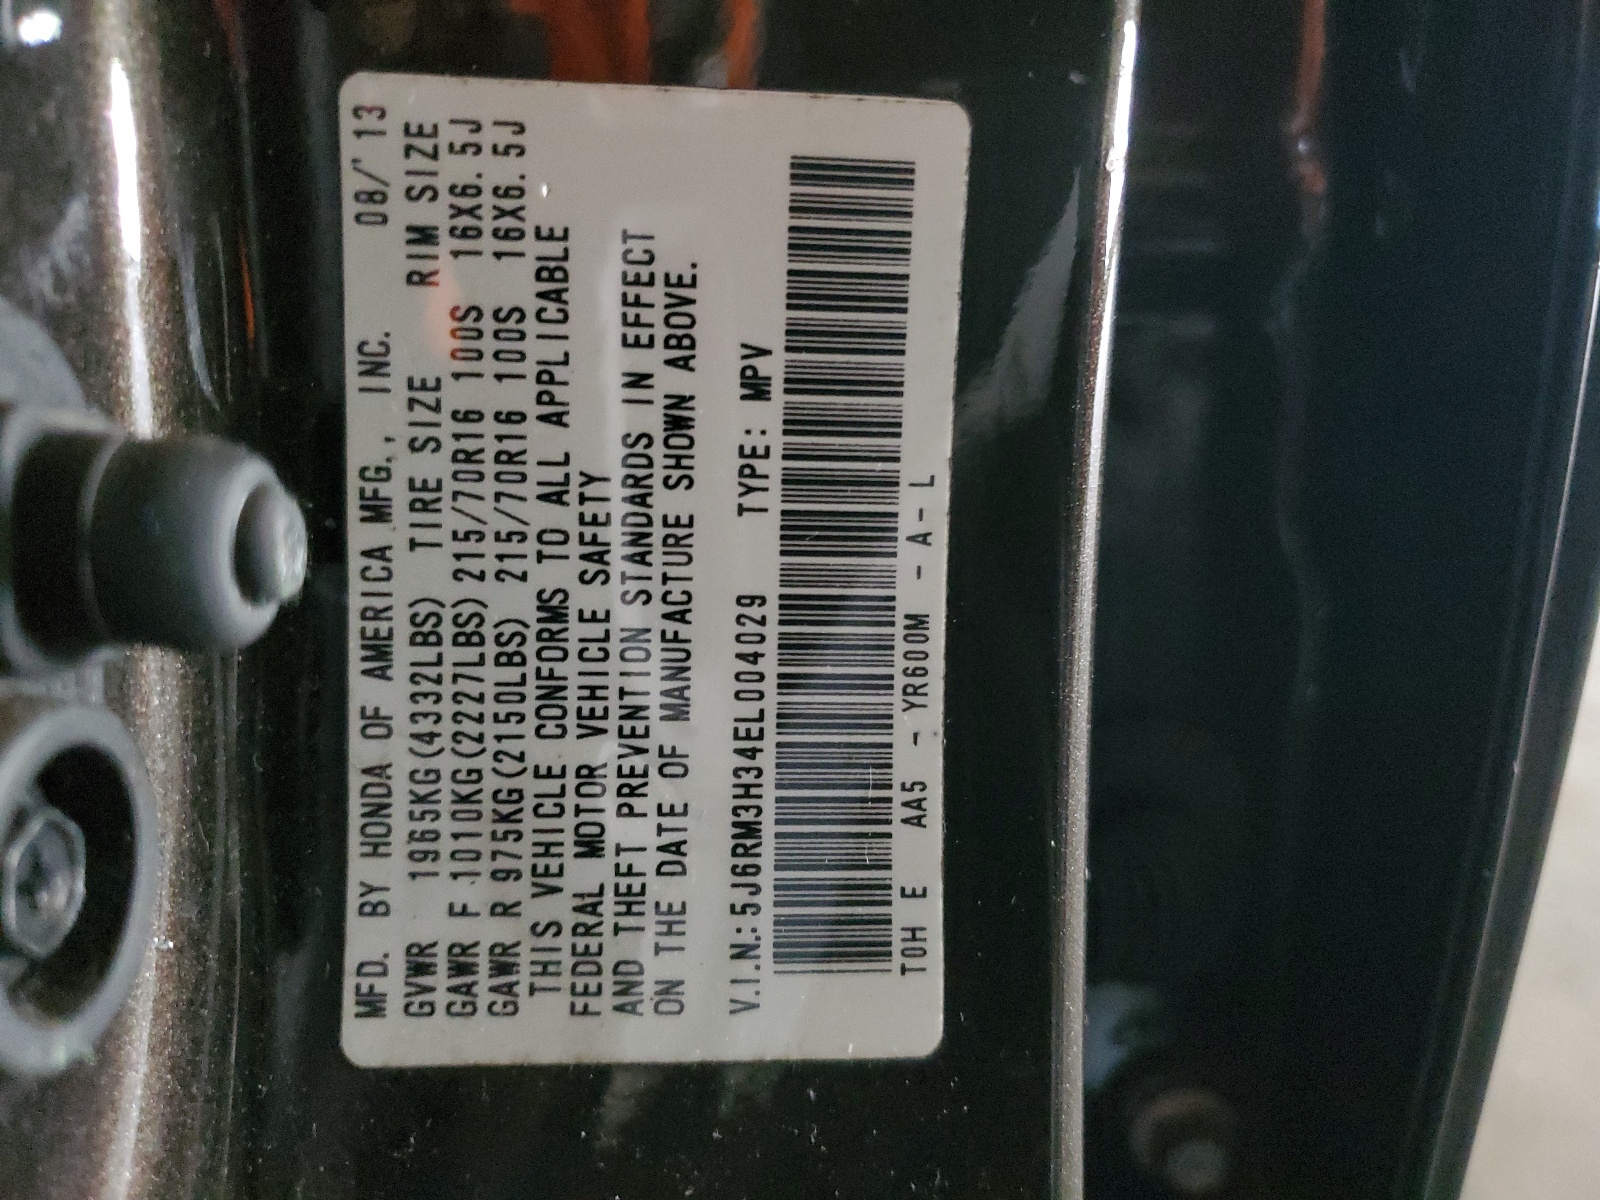 MFD. BY HONDA OF AMERICA MFG., INC. 08/'13
GVWR 1965KG(4332LBS) TIRE SIZE RIM SIZE
GAWR F 1010KG(2227LBS) 215/70R16 100S 16X6.5J
GAWR R 975KG(2150LBS) 215/70R16 100S 16X6.5J
THIS VEHICLE CONFORMS TO ALL APPLICABLE
FEDERAL MOTOR VEHICLE SAFETY
AND THEFT PREVENTION STANDARDS IN EFFECT
ON THE DATE OF MANUFACTURE SHOWN ABOVE.
V.I.N.:5J6RM3H34EL004029 TYPE: MPV
T0H E AA5 - YR600M - A- L